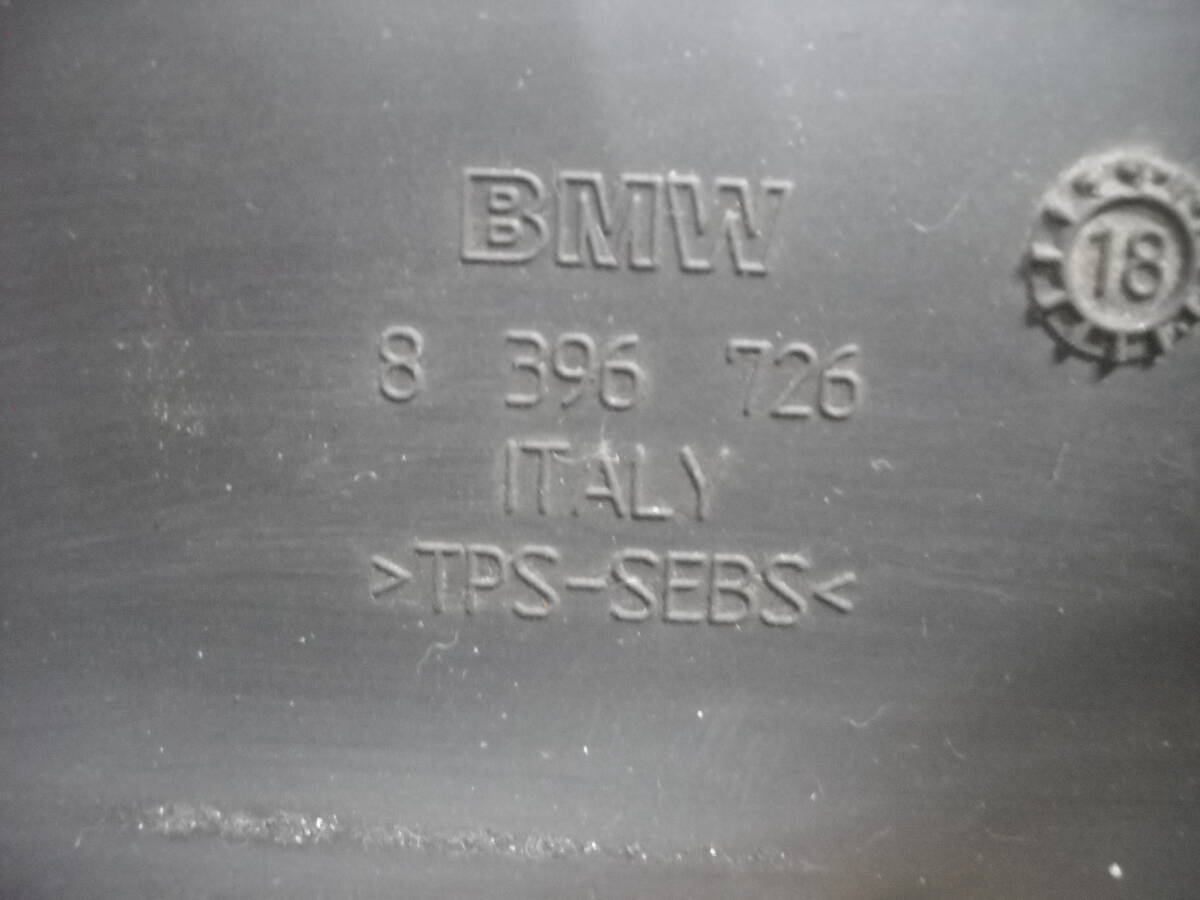 BMW
18
8 396 726
ITALY
>TPS-SEBS<